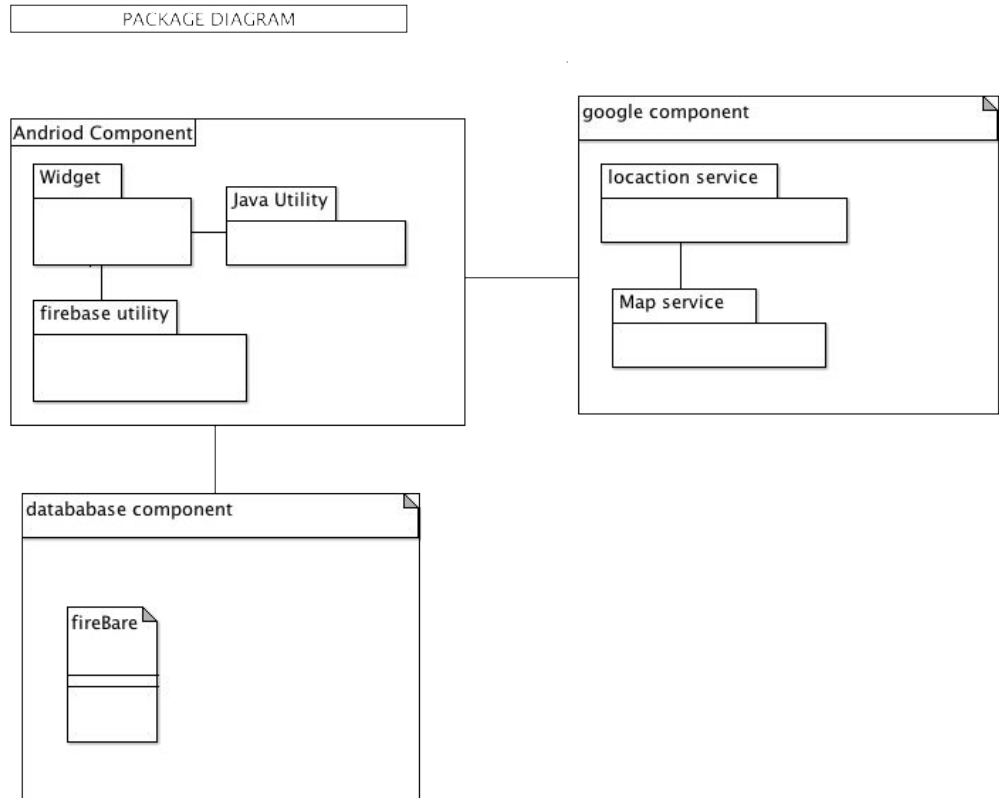 PACKAGE DIAGRAM
Andriod Component
Widget
Java Utility
firebase utility
google component
locaction service
Map service
datababase component
fireBare